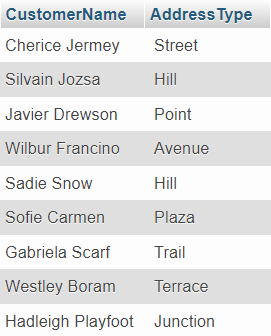 CustomerName AddressType
Cherice Jermey Street
Silvain Jozsa Hill
Javier Drewson Point
Wilbur Francino Avenue
Sadie Snow Hill
Sofie Carmen Plaza
Gabriela Scarf Trail
Westley Boram Terrace
Hadleigh Playfoot Junction